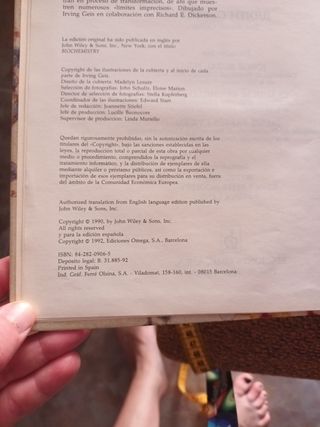 tran en proceso de transformación, de ahí que mues-
tren numerosos «límites imprecisos». Dibujado por
Irving Geis en colaboración con Richard E. Dickerson.
La edición original ha sido publicada en inglés por
John Wiley & Sons, Inc., New York, con el título
BIOCHEMISTRY
Copyright de las ilustraciones de la cubierta y al inicio de cada
parte de Irving Geis.
Diseño de la cubierta: Madelyn Lesure
Selección de fotografías: John Schultz, Eloise Marion
Director de selección de fotografías: Stella Kupferberg
Coordinador de las ilustraciones: Edward Starr
Jefe de redacción: Jeannette Stiefel
Jefe de producción: Lucille Buonocore
Supervisor de producción: Linda Muriello
Quedan rigurosamente prohibidas, sin la autorización escrita de los
titulares del «Copyright», bajo las sanciones establecidas en las
leyes, la reproducción total o parcial de esta obra por cualquier
medio o procedimiento, comprendidos la reprografía y el
tratamiento informático, y la distribución de ejemplares de ella
mediante alquiler o préstamo públicos, así como la exportación e
importación de esos ejemplares para su distribución en venta, fuera
del ámbito de la Comunidad Económica Europea.
Authorized translation from English language edition published by
John Wiley & Sons, Inc.
Copyright © 1990, by John Wiley & Sons. Inc.
All rights reserved
y para la edición española
Copyright © 1992, Ediciones Omega, S.A., Barcelona
ISBN: 84-282-0906-5
Depósito legal: B. 31.885-92
Printed in Spain
Ind. Gráf. Ferré Olsina, S.A. - Viladomat, 158-160, int. - 08015 Barcelona